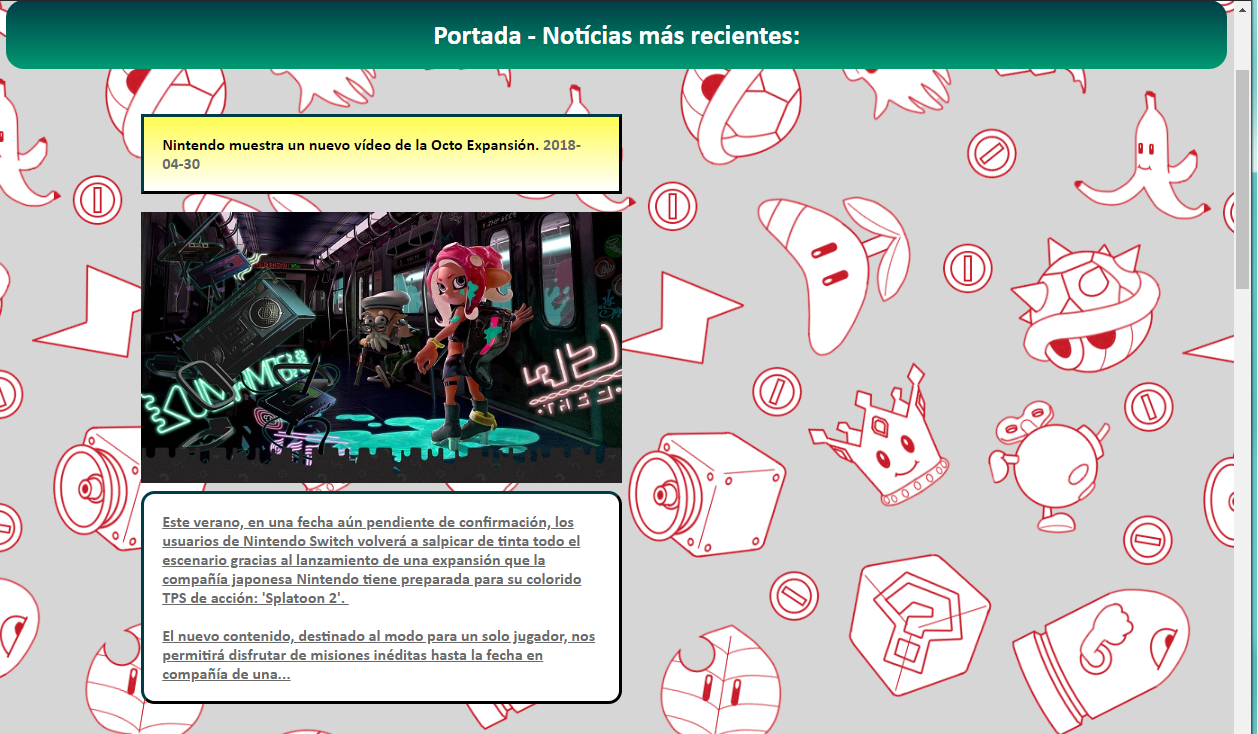 Portada - Notícias más recientes:
Nintendo muestra un nuevo vídeo de la Octo Expansión. 2018-
04-30
Este verano, en una fecha aún pendiente de confirmación, los
usuarios de Nintendo Switch volverá a salpicar de tinta todo el
escenario gracias al lanzamiento de una expansión que la
compañía japonesa Nintendo tiene preparada para su colorido
TPS de acción: 'Splatoon 2'.
El nuevo contenido, destinado al modo para un solo jugador, nos
permitirá disfrutar de misiones inéditas hasta la fecha en
compañía de una...